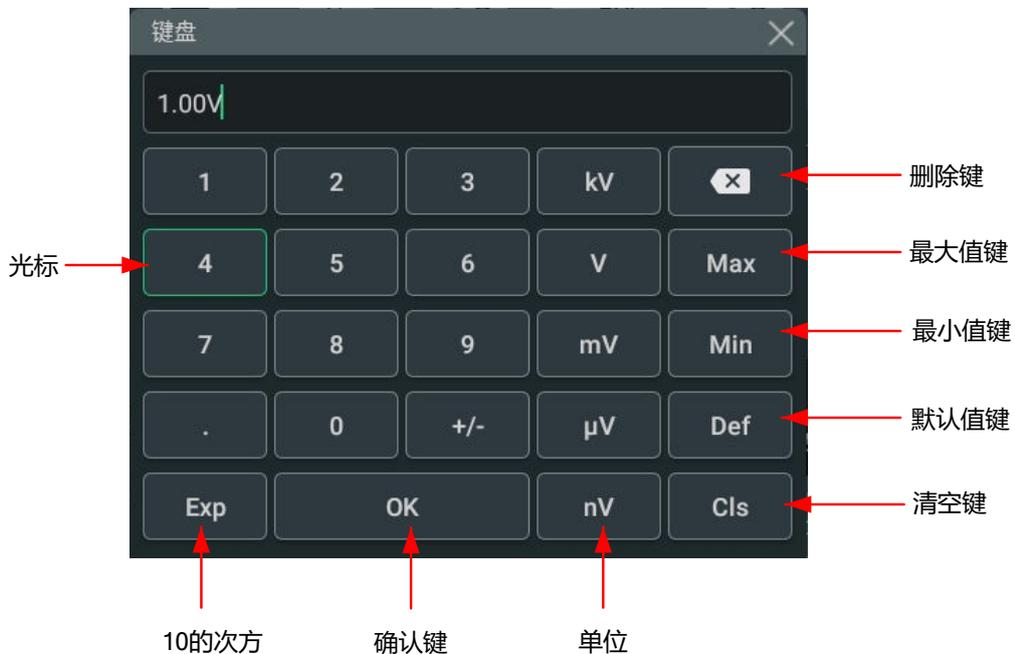 键盘
1.00V
1 2 3 kV
删除键
光标
4 5 6 V Max
最大值键
7 8 9 mV Min
最小值键
. 0 +/- µV Def
默认值键
Exp OK nV Cls
清空键
10的次方 确认键 单位